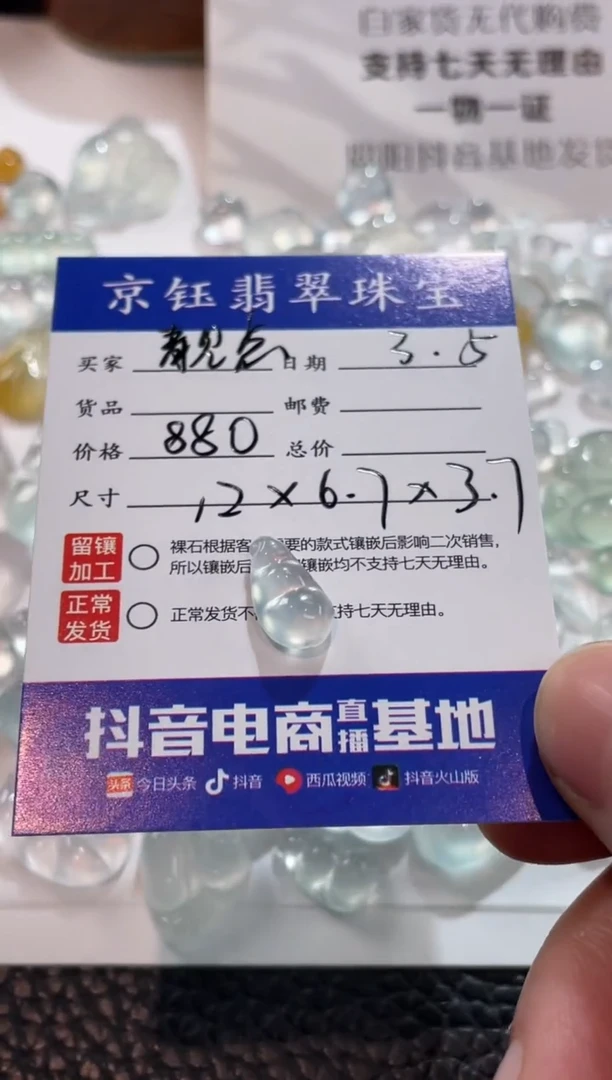 自家货无代购费
支持七天无理由
一物一证
京钰翡翠珠宝
买家 日期 3.5
货品 邮费
价格 880 总价
尺寸 12×6.7×3.7
留镶加工 裸石根据客 要的款式镶嵌后影响二次销售，
所以镶嵌后 镶嵌均不支持七天无理由。
正常发货 正常发货不 支持七天无理由。
抖音电商直播基地
头条 今日头条 抖音 西瓜视频 抖音火山版